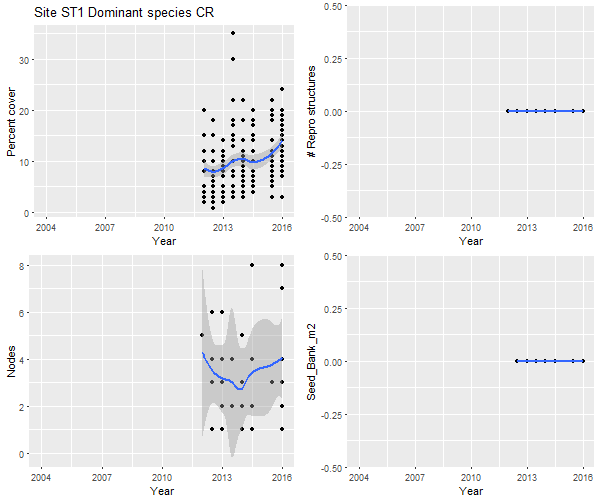 Site ST1 Dominant species CR
Percent cover
30
20
10
0
2004 2007 2010 2013 2016
Year
# Repro structures
0.50
0.25
0.00
-0.25
-0.50
2004 2007 2010 2013 2016
Year
Nodes
8
6
4
2
0
2004 2007 2010 2013 2016
Year
Seed_Bank_m2
0.50
0.25
0.00
-0.25
-0.50
2004 2007 2010 2013 2016
Year